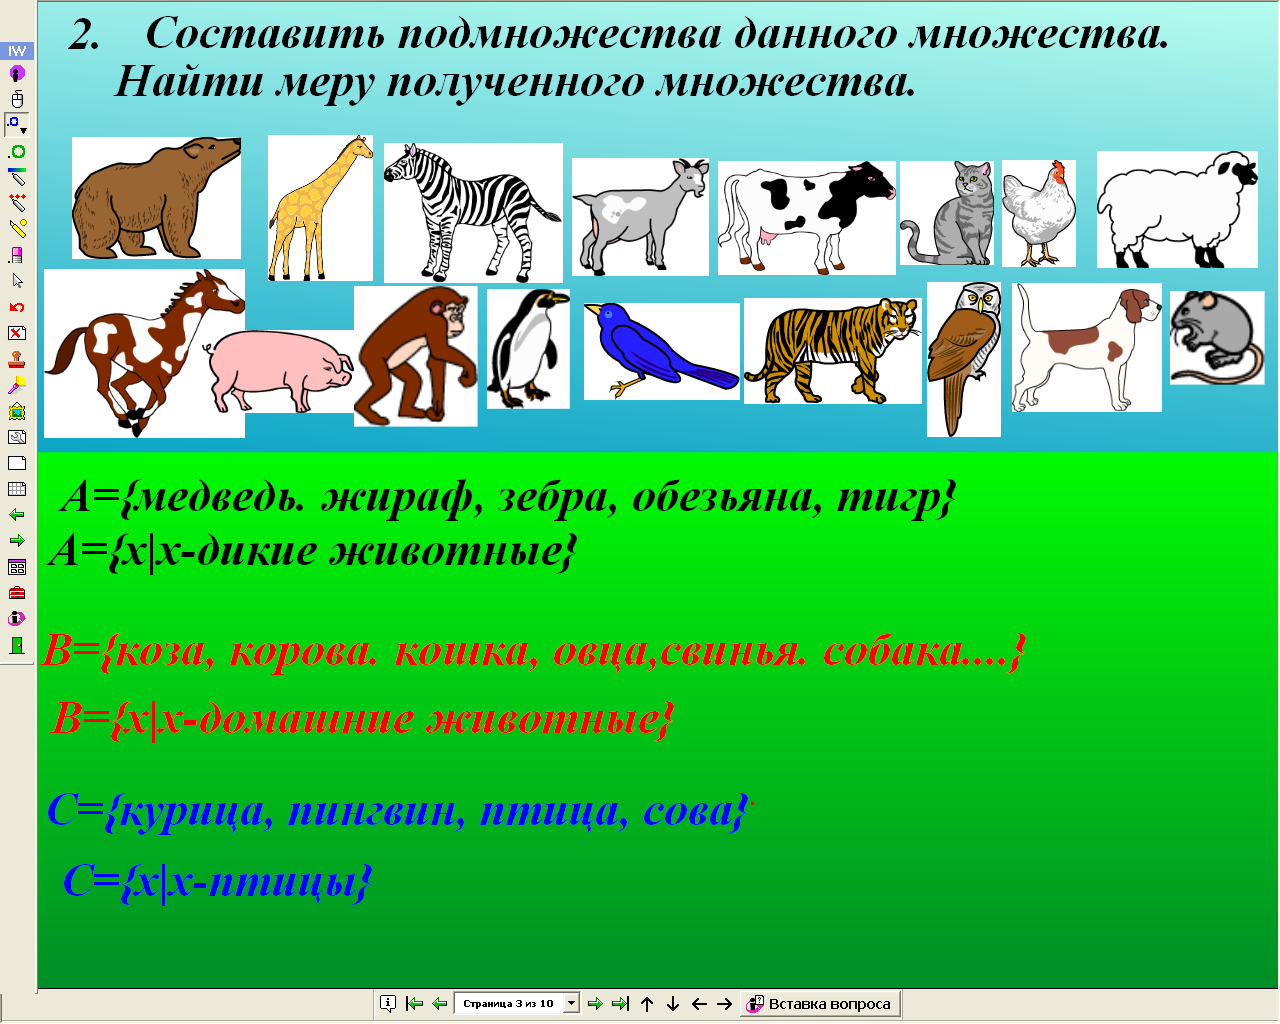 2. Составить подмножества данного множества.
Найти меру полученного множества.
IW
A={медведь. жираф, зебра, обезьяна, тигр}
A={x|x-дикие животные}
B={коза, корова. кошка, овца,свинья. собака....}
B={x|x-домашние животные}
C={курица, пингвин, птица, сова}
C={x|x-птицы}
Страница 3 из 10
Вставка вопроса